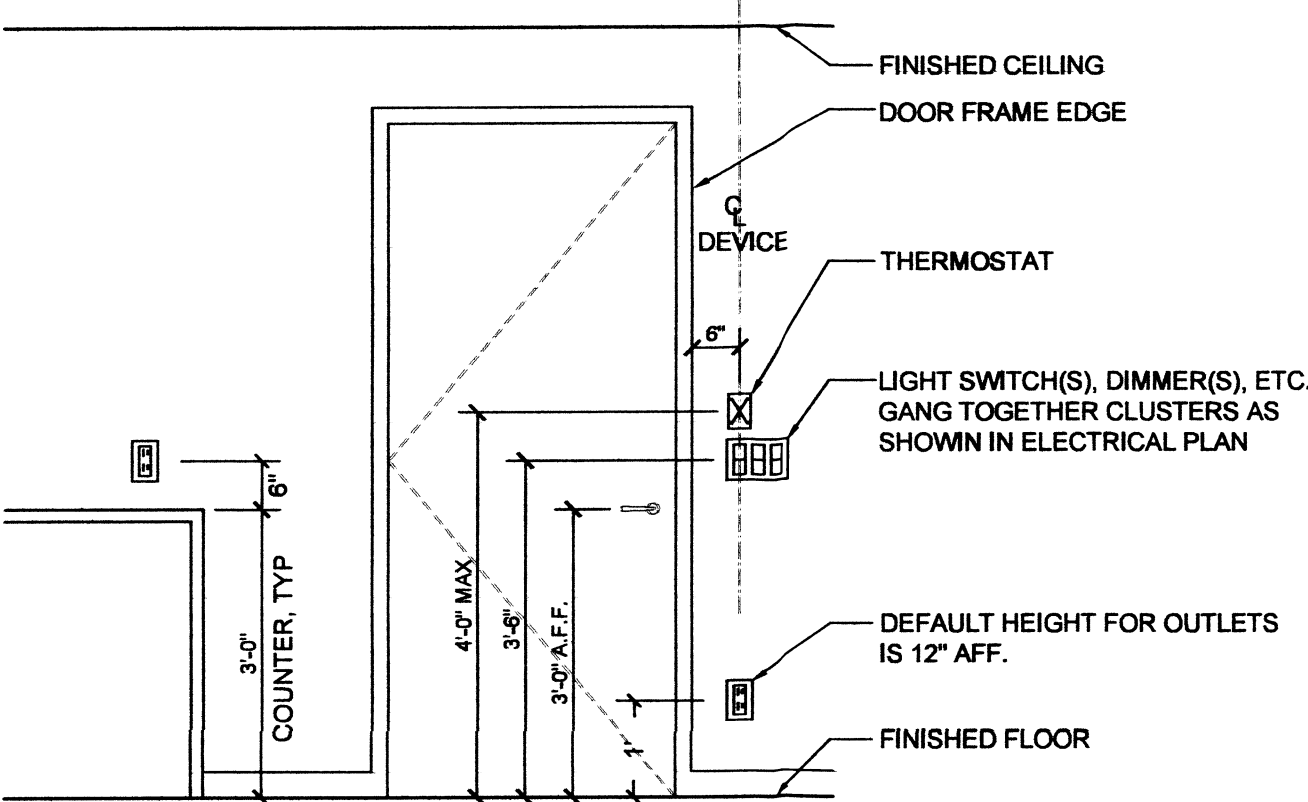 FINISHED CEILING
DOOR FRAME EDGE
CL
DEVICE
THERMOSTAT
6"
LIGHT SWITCH(S), DIMMER(S), ETC.
GANG TOGETHER CLUSTERS AS
SHOWIN IN ELECTRICAL PLAN
6"
3'-0"
COUNTER, TYP
4'-0" MAX
3'-6"
3'-0" A.F.F.
1'
DEFAULT HEIGHT FOR OUTLETS
IS 12" AFF.
FINISHED FLOOR